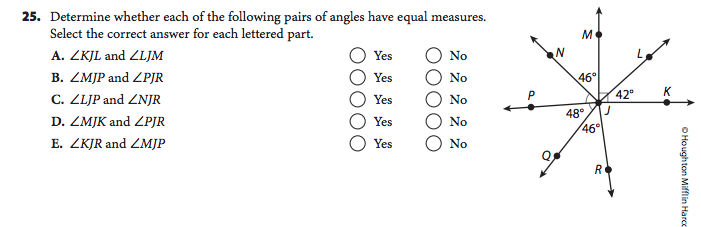 25. Determine whether each of the following pairs of angles have equal measures.
Select the correct answer for each lettered part.
A. ∠KJL and ∠LJM Yes No
B. ∠MJP and ∠PJR Yes No
C. ∠LJP and ∠NJR Yes No
D. ∠MJK and ∠PJR Yes No
E. ∠KJR and ∠MJP Yes No
M
N
L
46°
P
42°
K
48°
J
46°
Q
R
© Houghton Mifflin Harco